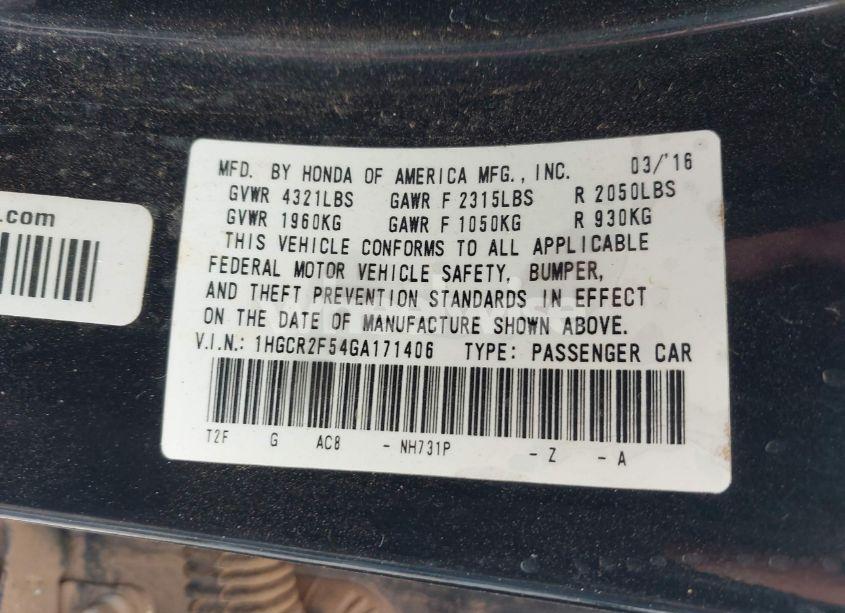 MFD. BY HONDA OF AMERICA MFG., INC. 03/'16
GVWR 4321LBS GAWR F 2315LBS R 2050LBS
GVWR 1960KG GAWR F 1050KG R 930KG
THIS VEHICLE CONFORMS TO ALL APPLICABLE
FEDERAL MOTOR VEHICLE SAFETY, BUMPER,
AND THEFT PREVENTION STANDARDS IN EFFECT
ON THE DATE OF MANUFACTURE SHOWN ABOVE.
V.I.N.: 1HGCR2F54GA171406 TYPE: PASSENGER CAR
T2F G AC8 - NH731P - Z - A
.com